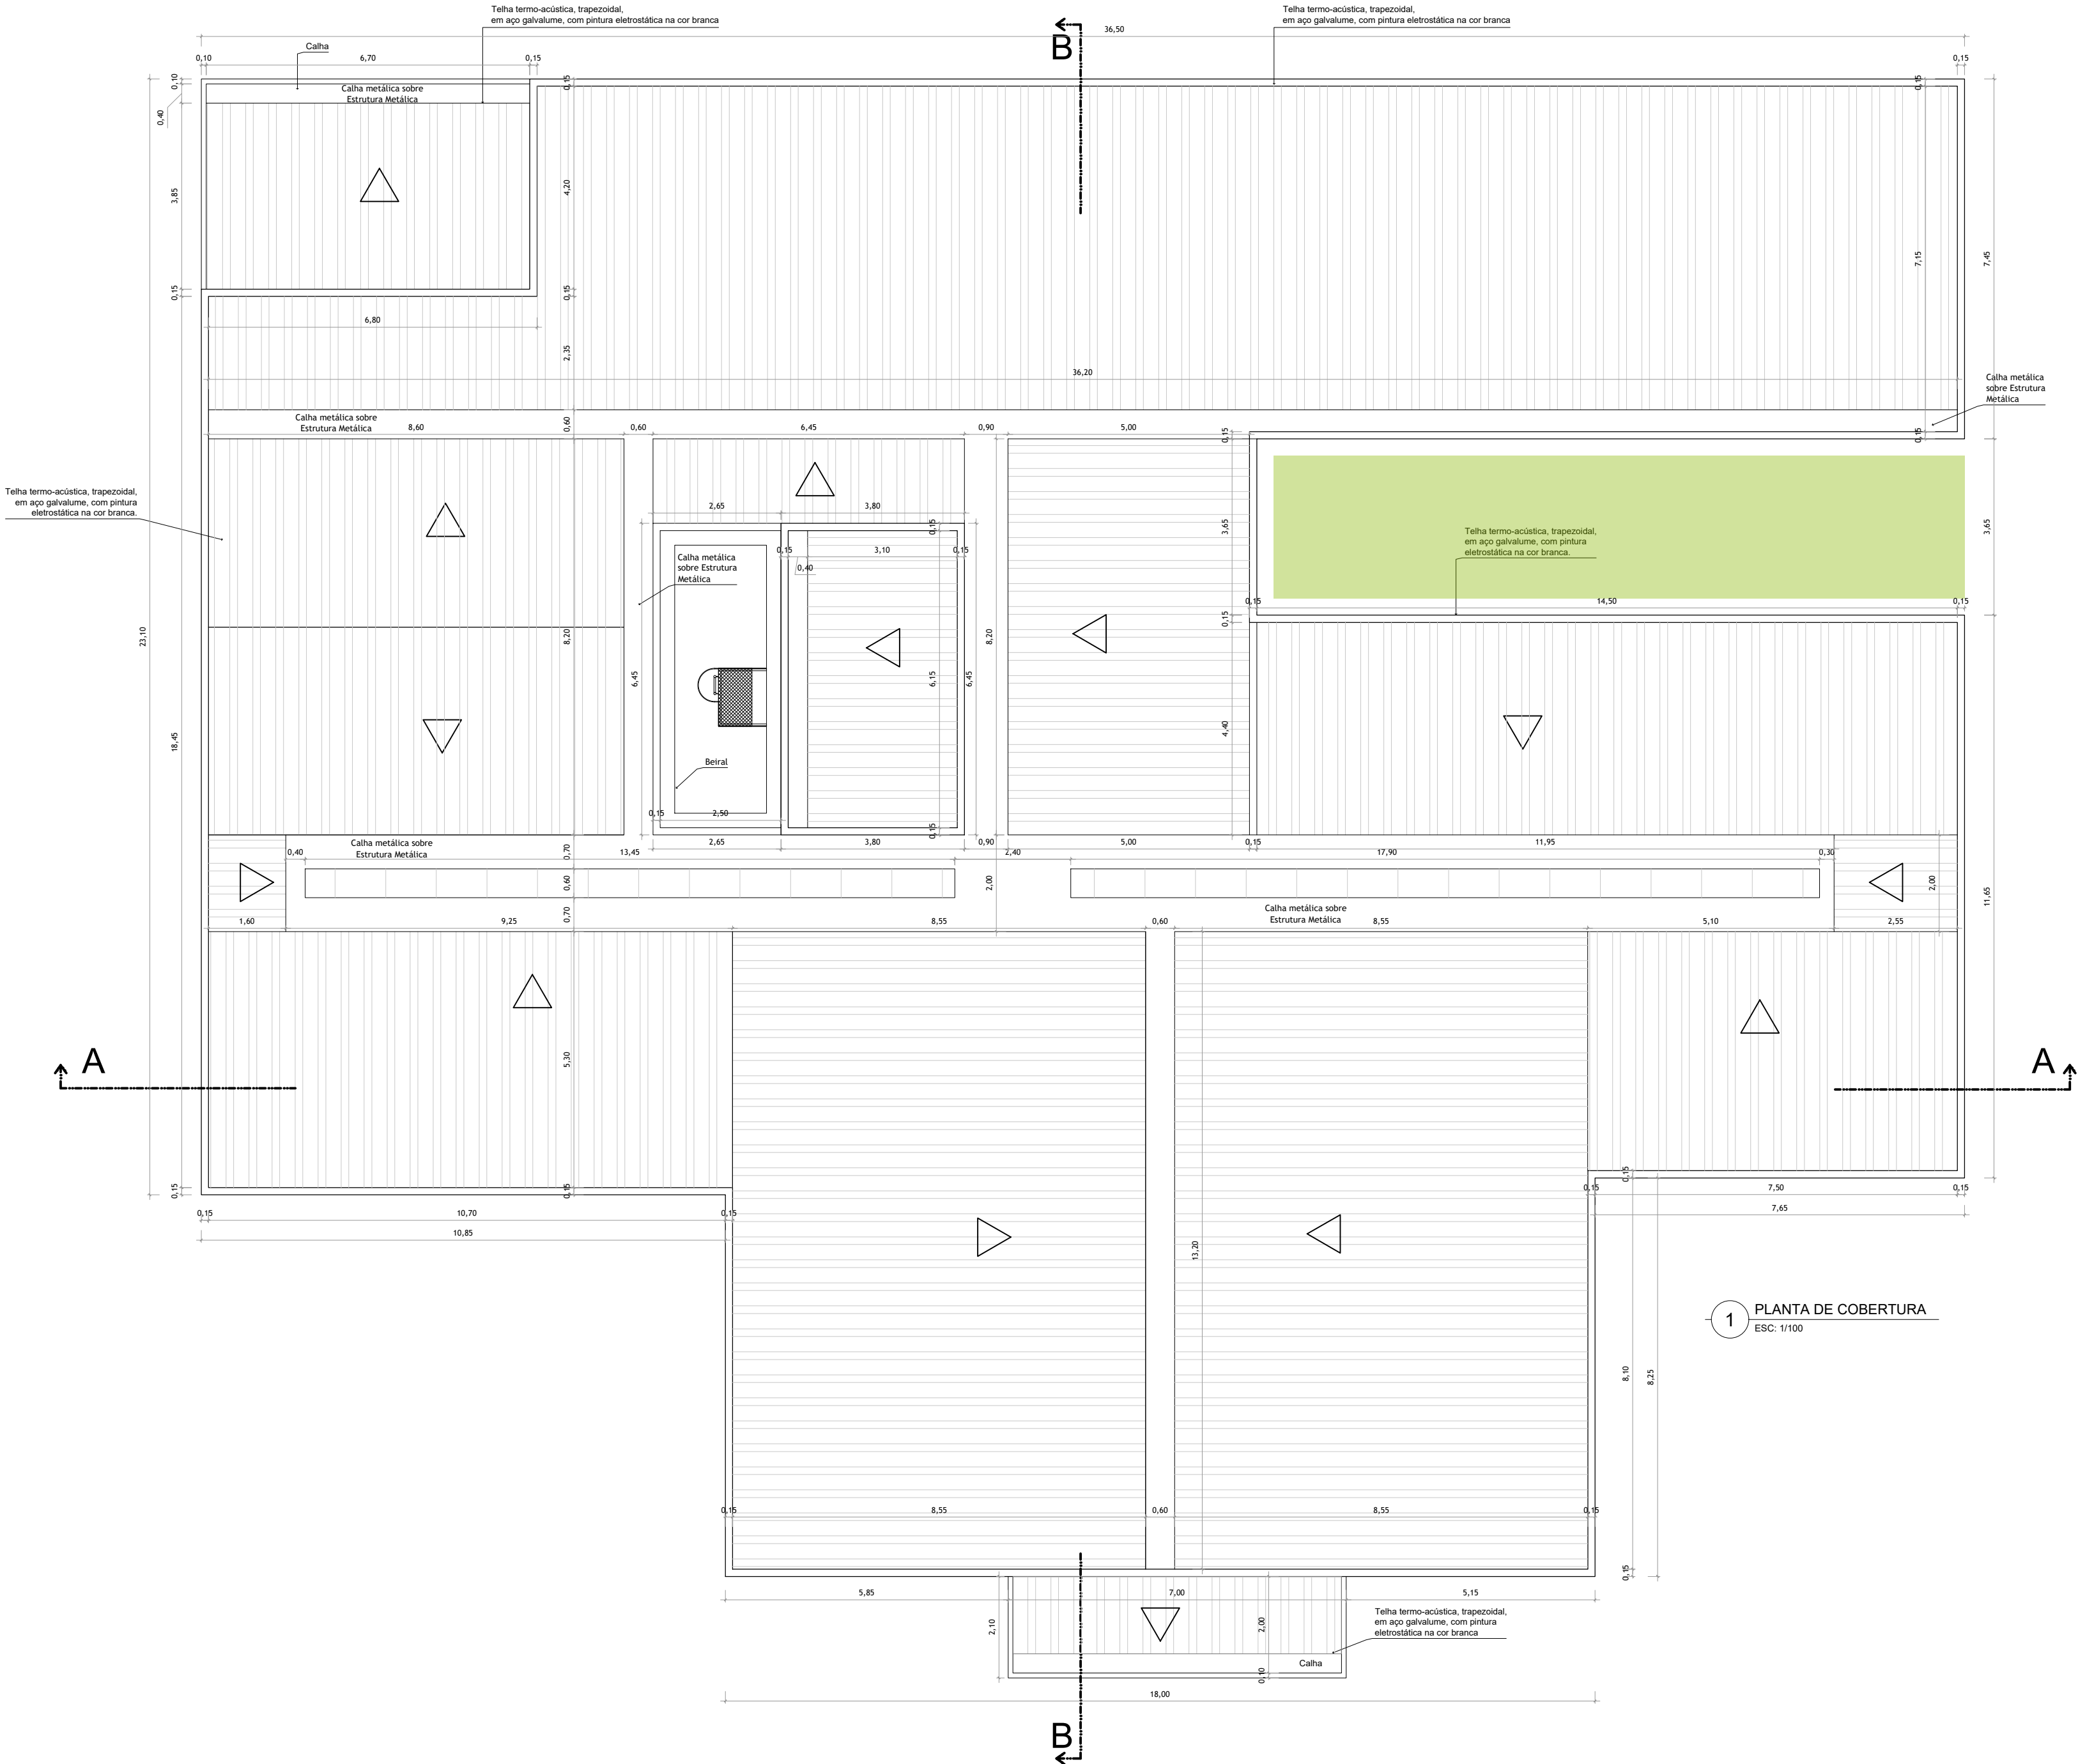 Telha termo-acústica, trapezoidal,
em aço galvalume, com pintura eletrostática na cor branca
Telha termo-acústica, trapezoidal,
em aço galvalume, com pintura eletrostática na cor branca
B
36,50
Calha
0,10
6,70
0,15
0,15
0,10
0,15
0,15
Calha metálica sobre
Estrutura Metálica
0,40
3,85
4,20
7,15
7,45
0,15
0,15
6,80
2,35
36,20
Calha metálica
sobre Estrutura
Metálica
Calha metálica sobre
Estrutura Metálica
8,60
0,60
0,60
6,45
0,90
5,00
0,15
0,15
Telha termo-acústica, trapezoidal,
em aço galvalume, com pintura
eletrostática na cor branca.
2,65
3,80
0,15
3,65
3,65
Telha termo-acústica, trapezoidal,
em aço galvalume, com pintura
eletrostática na cor branca.
Calha metálica
sobre Estrutura
Metálica
0,15
3,10
0,15
0,40
0,15
14,50
0,15
0,15
23,10
8,20
8,20
6,45
6,15
6,45
18,45
4,40
Beiral
0,15
2,50
0,15
2,65
3,80
0,90
5,00
0,15
11,95
Calha metálica sobre
Estrutura Metálica
0,40
13,45
0,70
2,40
17,90
0,30
0,60
2,00
2,00
11,65
Calha metálica sobre
Estrutura Metálica
1,60
9,25
0,70
8,55
0,60
8,55
5,10
2,55
A
5,30
A
0,15
0,15
0,15
0,15
10,70
0,15
0,15
7,50
0,15
10,85
7,65
13,20
1
PLANTA DE COBERTURA
ESC: 1/100
8,10
8,25
0,15
8,55
0,60
8,55
0,15
0,15
5,85
7,00
5,15
2,10
2,00
Telha termo-acústica, trapezoidal,
em aço galvalume, com pintura
eletrostática na cor branca
Calha
0,10
18,00
B